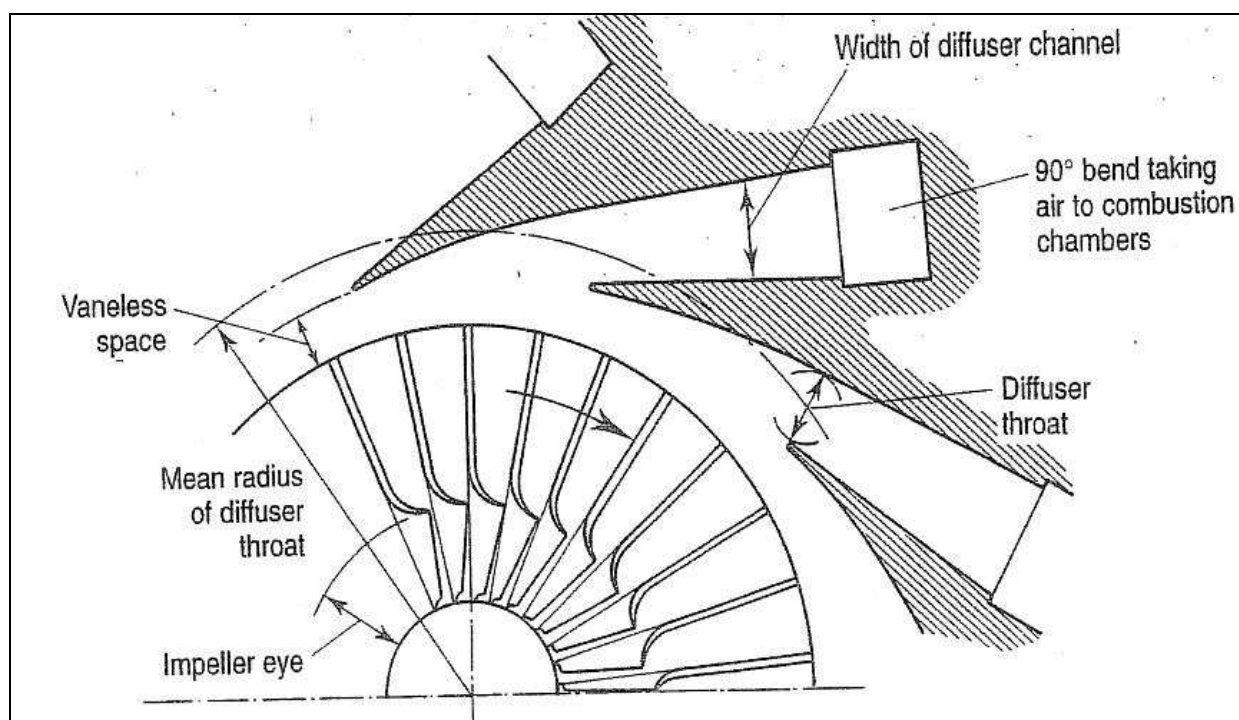 Width of diffuser channel
90° bend taking
air to combustion
chambers
Vaneless
space
Diffuser
throat
Mean radius
of diffuser
throat
Impeller eye